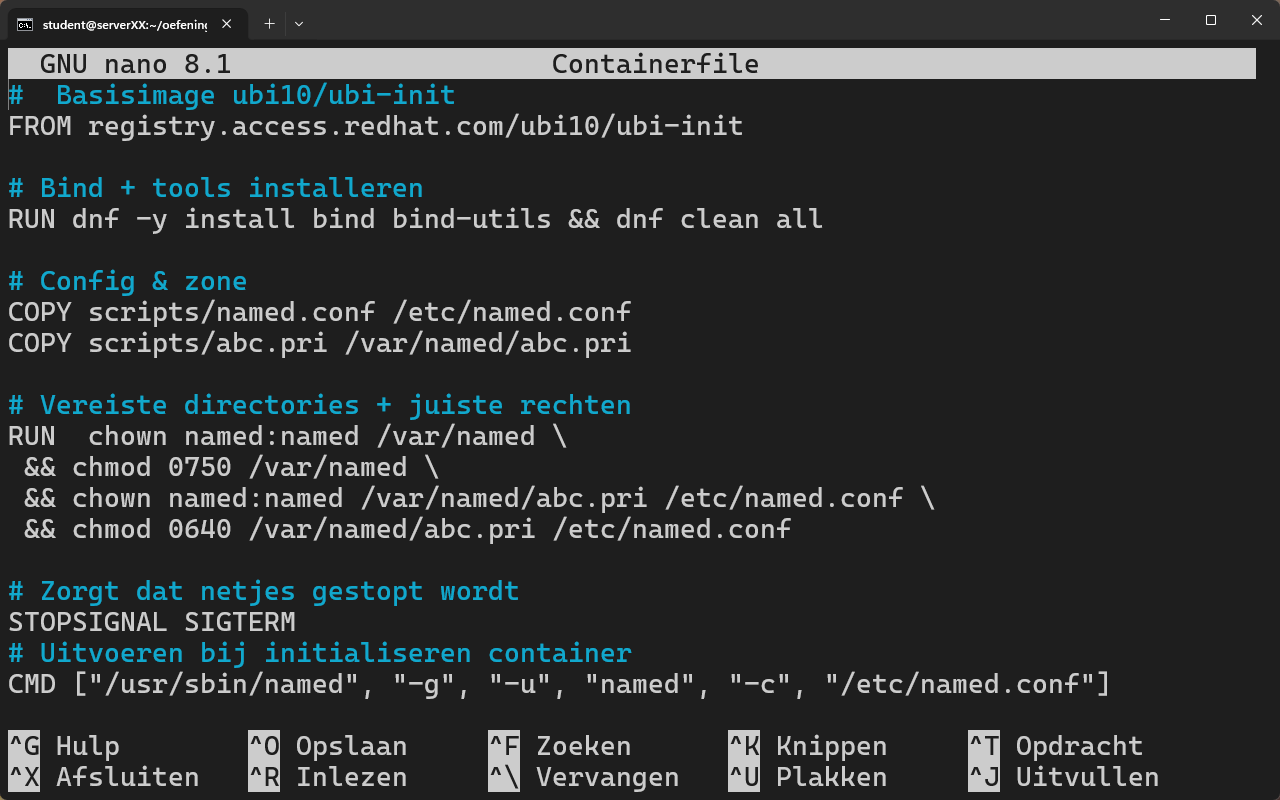 student@serverXX:~/oefening
GNU nano 8.1 Containerfile
#  Basisimage ubi10/ubi-init
FROM registry.access.redhat.com/ubi10/ubi-init
# Bind + tools installeren
RUN dnf -y install bind bind-utils && dnf clean all
# Config & zone
COPY scripts/named.conf /etc/named.conf
COPY scripts/abc.pri /var/named/abc.pri
# Vereiste directories + juiste rechten
RUN  chown named:named /var/named \
 && chmod 0750 /var/named \
 && chown named:named /var/named/abc.pri /etc/named.conf \
 && chmod 0640 /var/named/abc.pri /etc/named.conf
# Zorgt dat netjes gestopt wordt
STOPSIGNAL SIGTERM
# Uitvoeren bij initialiseren container
CMD ["/usr/sbin/named", "-g", "-u", "named", "-c", "/etc/named.conf"]
^G Hulp ^O Opslaan ^F Zoeken ^K Knippen ^T Opdracht
^X Afsluiten ^R Inlezen ^\ Vervangen ^U Plakken ^J Uitvullen